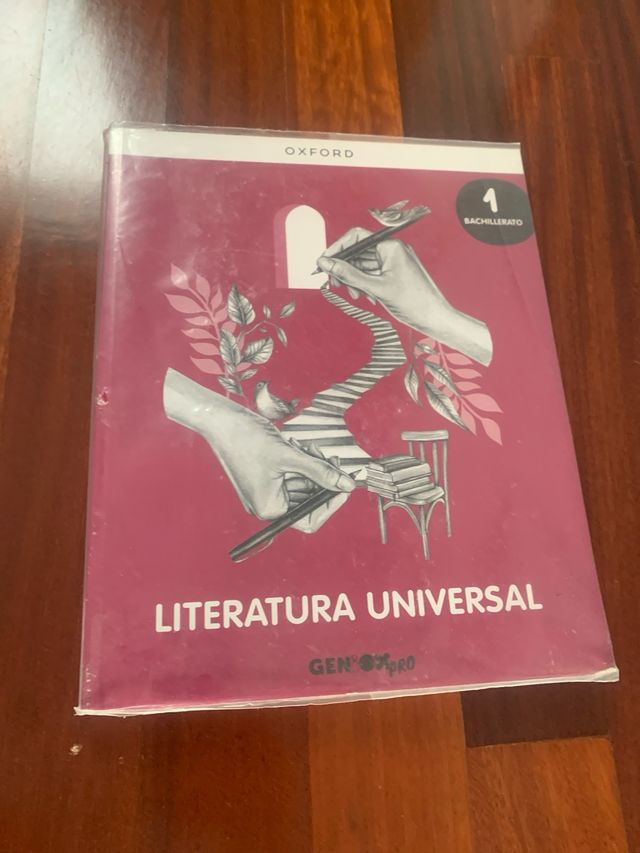 OXFORD
1
BACHILLERATO
LITERATURA UNIVERSAL
GENiOX PRO